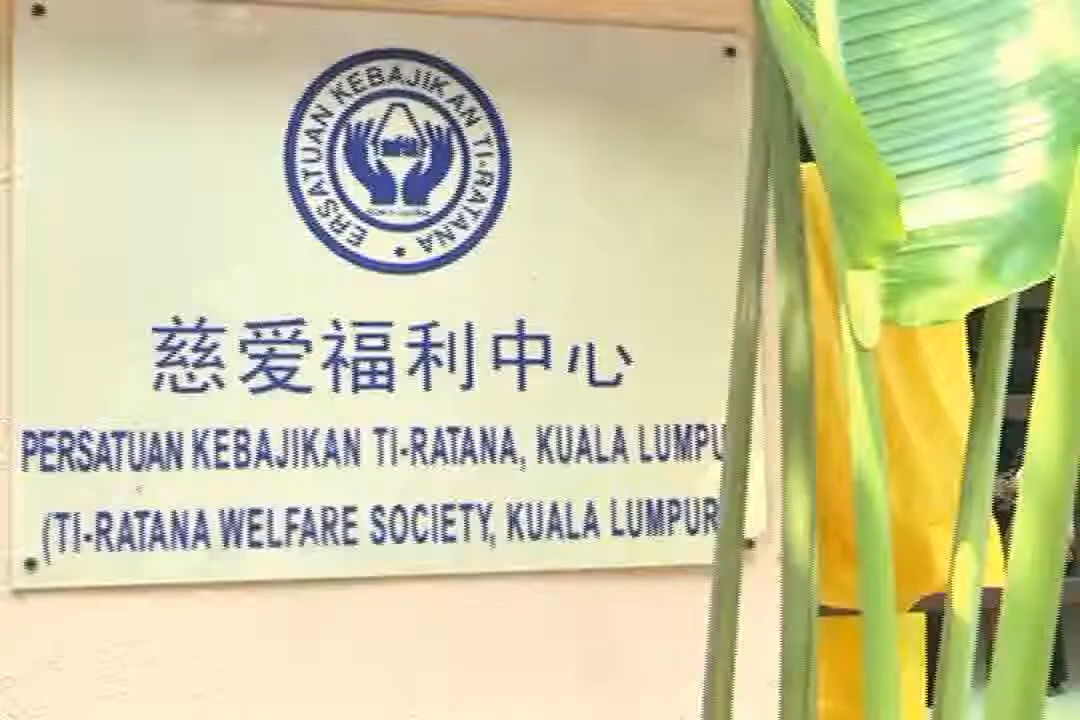 ERSATUAN KEBAJIKAN TI-RATANA
慈爱福利中心
PERSATUAN KEBAJIKAN TI-RATANA, KUALA LUMPU
(TI-RATANA WELFARE SOCIETY, KUALA LUMPUR